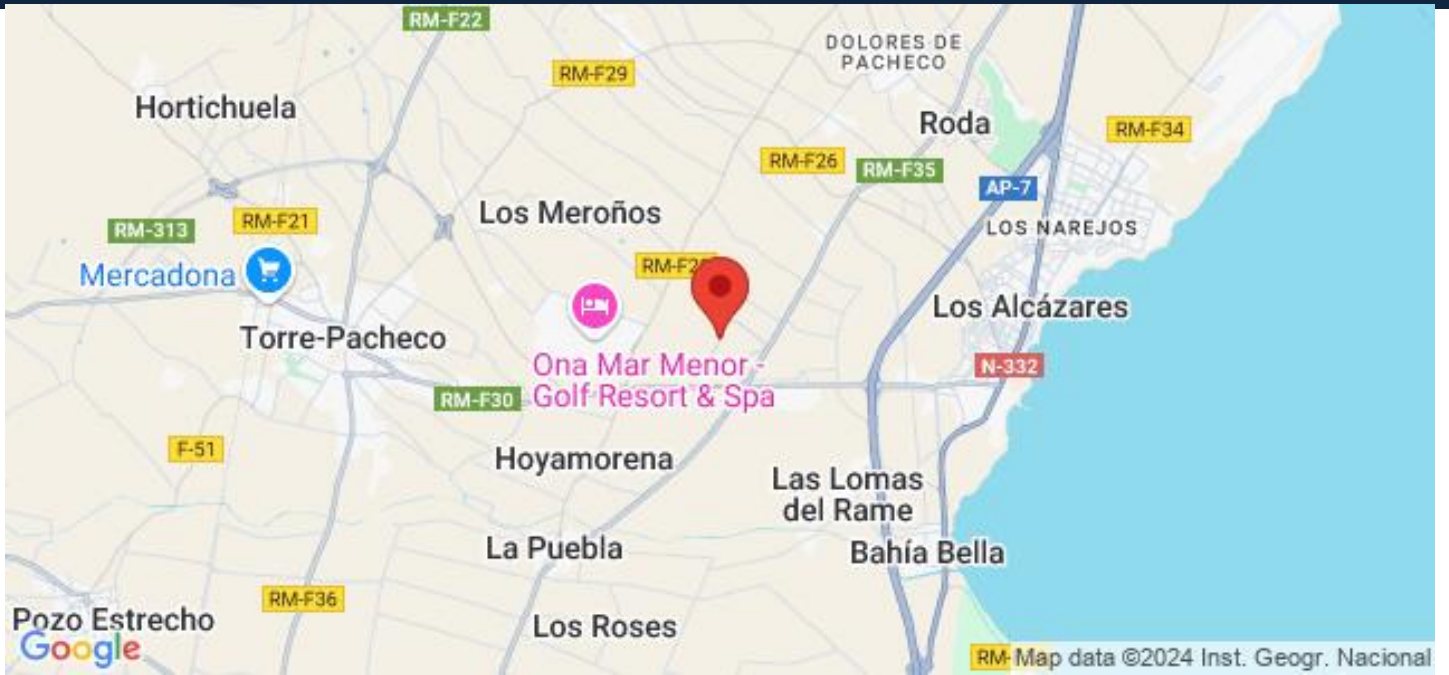 RM-F22
DOLORES DE
PACHECO
RM-F29
Hortichuela
Roda
RM-F34
RM-F26
RM-F35
AP-7
Los Meroños
RM-F21
RM-313
LOS NAREJOS
Mercadona
Los Alcázares
Torre-Pacheco
Ona Mar Menor -
Golf Resort & Spa
N-332
RM-F30
F-51
Hoyamorena
Las Lomas
del Rame
La Puebla
Bahía Bella
RM-F36
Pozo Estrecho
Los Roses
Google
Map data ©2024 Inst. Geogr. Nacional